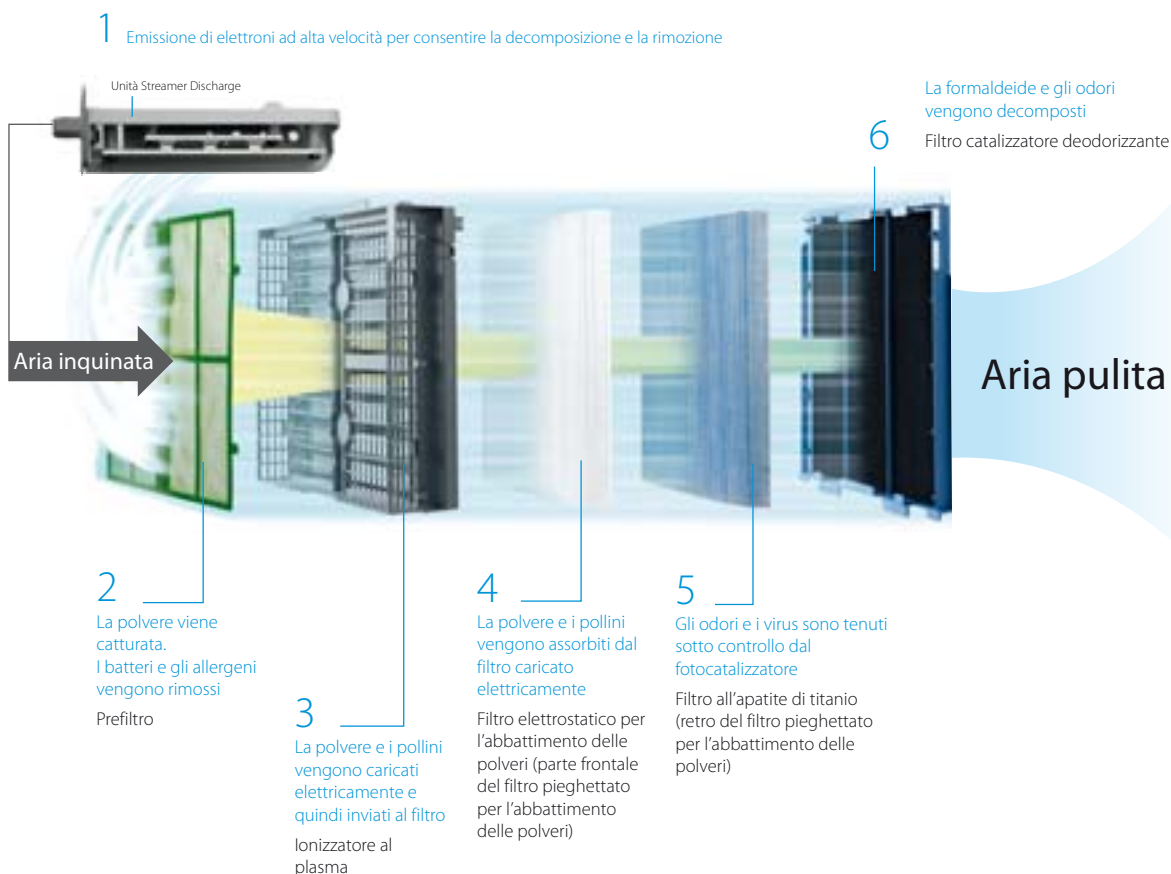 1 Emissione di elettroni ad alta velocità per consentire la decomposizione e la rimozione
Unità Streamer Discharge
La formaldeide e gli odori
vengono decomposti
6
Filtro catalizzatore deodorizzante
Aria inquinata
Aria pulita
2
La polvere viene
catturata.
I batteri e gli allergeni
vengono rimossi
Prefiltro
3
La polvere e i pollini
vengono caricati
elettricamente e
quindi inviati al filtro
Ionizzatore al
plasma
4
La polvere e i pollini
vengono assorbiti dal
filtro caricato
elettricamente
Filtro elettrostatico per
l'abbattimento delle
polveri (parte frontale
del filtro pieghettato
per l'abbattimento
delle polveri)
5
Gli odori e i virus sono tenuti
sotto controllo dal
fotocatalizzatore
Filtro all'apatite di titanio
(retro del filtro pieghettato
per l'abbattimento delle
polveri)